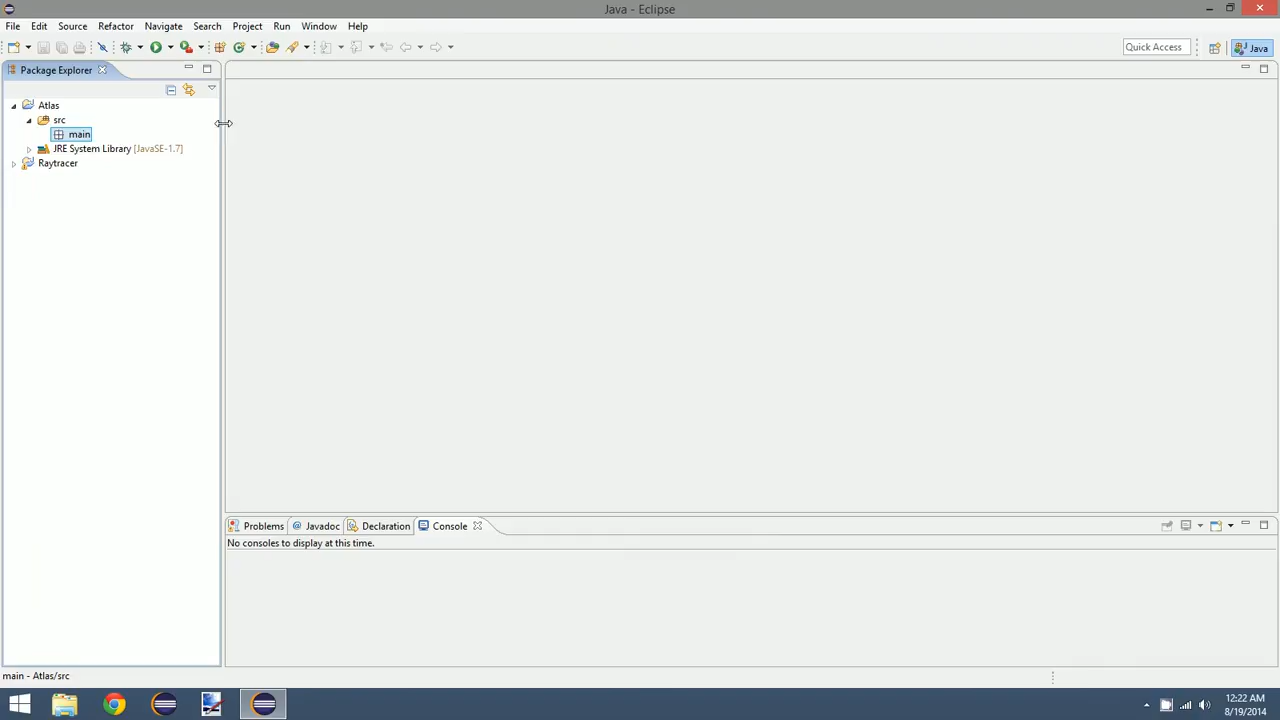 Java - Eclipse
File Edit Source Refactor Navigate Search Project Run Window Help
Quick Access
Java
Package Explorer
Atlas
src
main
JRE System Library [JavaSE-1.7]
Raytracer
Problems @ Javadoc Declaration Console
No consoles to display at this time.
main - Atlas/src
12:22 AM
8/19/2014